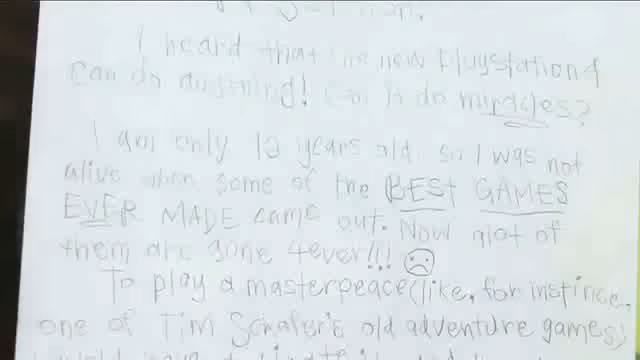 I heard that the new Playstation 4
can do anything! Can it do miracles?
I am only 12 years old, so I was not
alive when some of the BEST GAMES
EVER MADE came out. Now alot of
them are gone 4ever!!!
To play a masterpeace (like, for instince,
one of Tim Schafer's old adventure games)